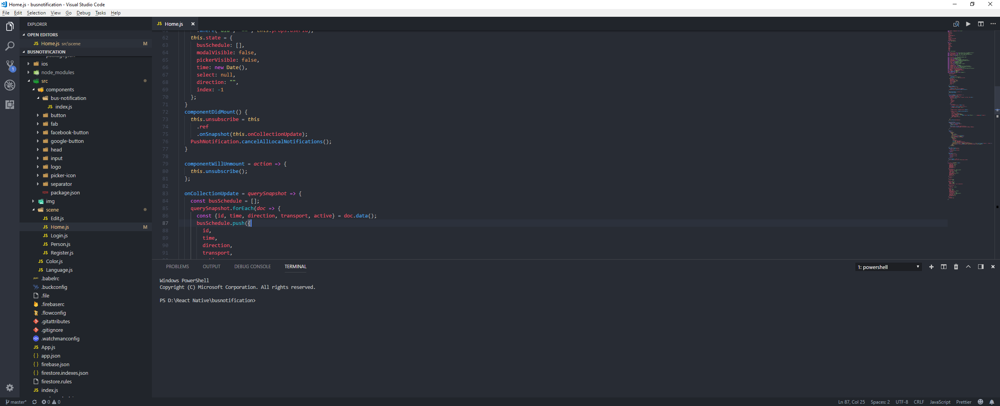 Home.js - busnotification - Visual Studio Code
File Edit Selection View Go Debug Tasks Help
EXPLORER
OPEN EDITORS
JS Home.js src\scene M
BUSNOTIFICATION
package.json
ios
node_modules
src
components
bus-notification
JS index.js
button
fab
facebook-button
google-button
head
input
logo
picker-icon
separator
package.json
img
scene
JS Edit.js
JS Home.js M
JS Login.js
JS Person.js
JS Register.js
JS Color.js
JS Language.js
.babelrc
.buckconfig
.file
.firebaserc
.flowconfig
.gitattributes
.gitignore
.watchmanconfig
JS App.js
{ } app.json
{ } firebase.json
{ } firestore.indexes.json
firestore.rules
JS index.js
1
JS Home.js
61 .where("uid", "==", this.props.userId);
62 this.state = {
63 busSchedule: [],
64 modalVisible: false,
65 pickerVisible: false,
66 time: new Date(),
67 select: null,
68 direction: "",
69 index: -1
70 };
71 }
72 componentDidMount() {
73 this.unsubscribe = this
74 .ref
75 .onSnapshot(this.onCollectionUpdate);
76 PushNotification.cancelAllLocalNotifications();
77 }
78
79 componentWillUnmount = action => {
80 this.unsubscribe();
81 };
82
83 onCollectionUpdate = querySnapshot => {
84 const busSchedule = [];
85 querySnapshot.forEach(doc => {
86 const {id, time, direction, transport, active} = doc.data();
87 busSchedule.push({
88 id,
89 time,
90 direction,
91 transport,
PROBLEMS OUTPUT DEBUG CONSOLE TERMINAL
1: powershell
Windows PowerShell
Copyright (C) Microsoft Corporation. All rights reserved.
PS D:\React Native\busnotification>
master* 0 0
Ln 87, Col 25 Spaces: 2 UTF-8 CRLF JavaScript Prettier